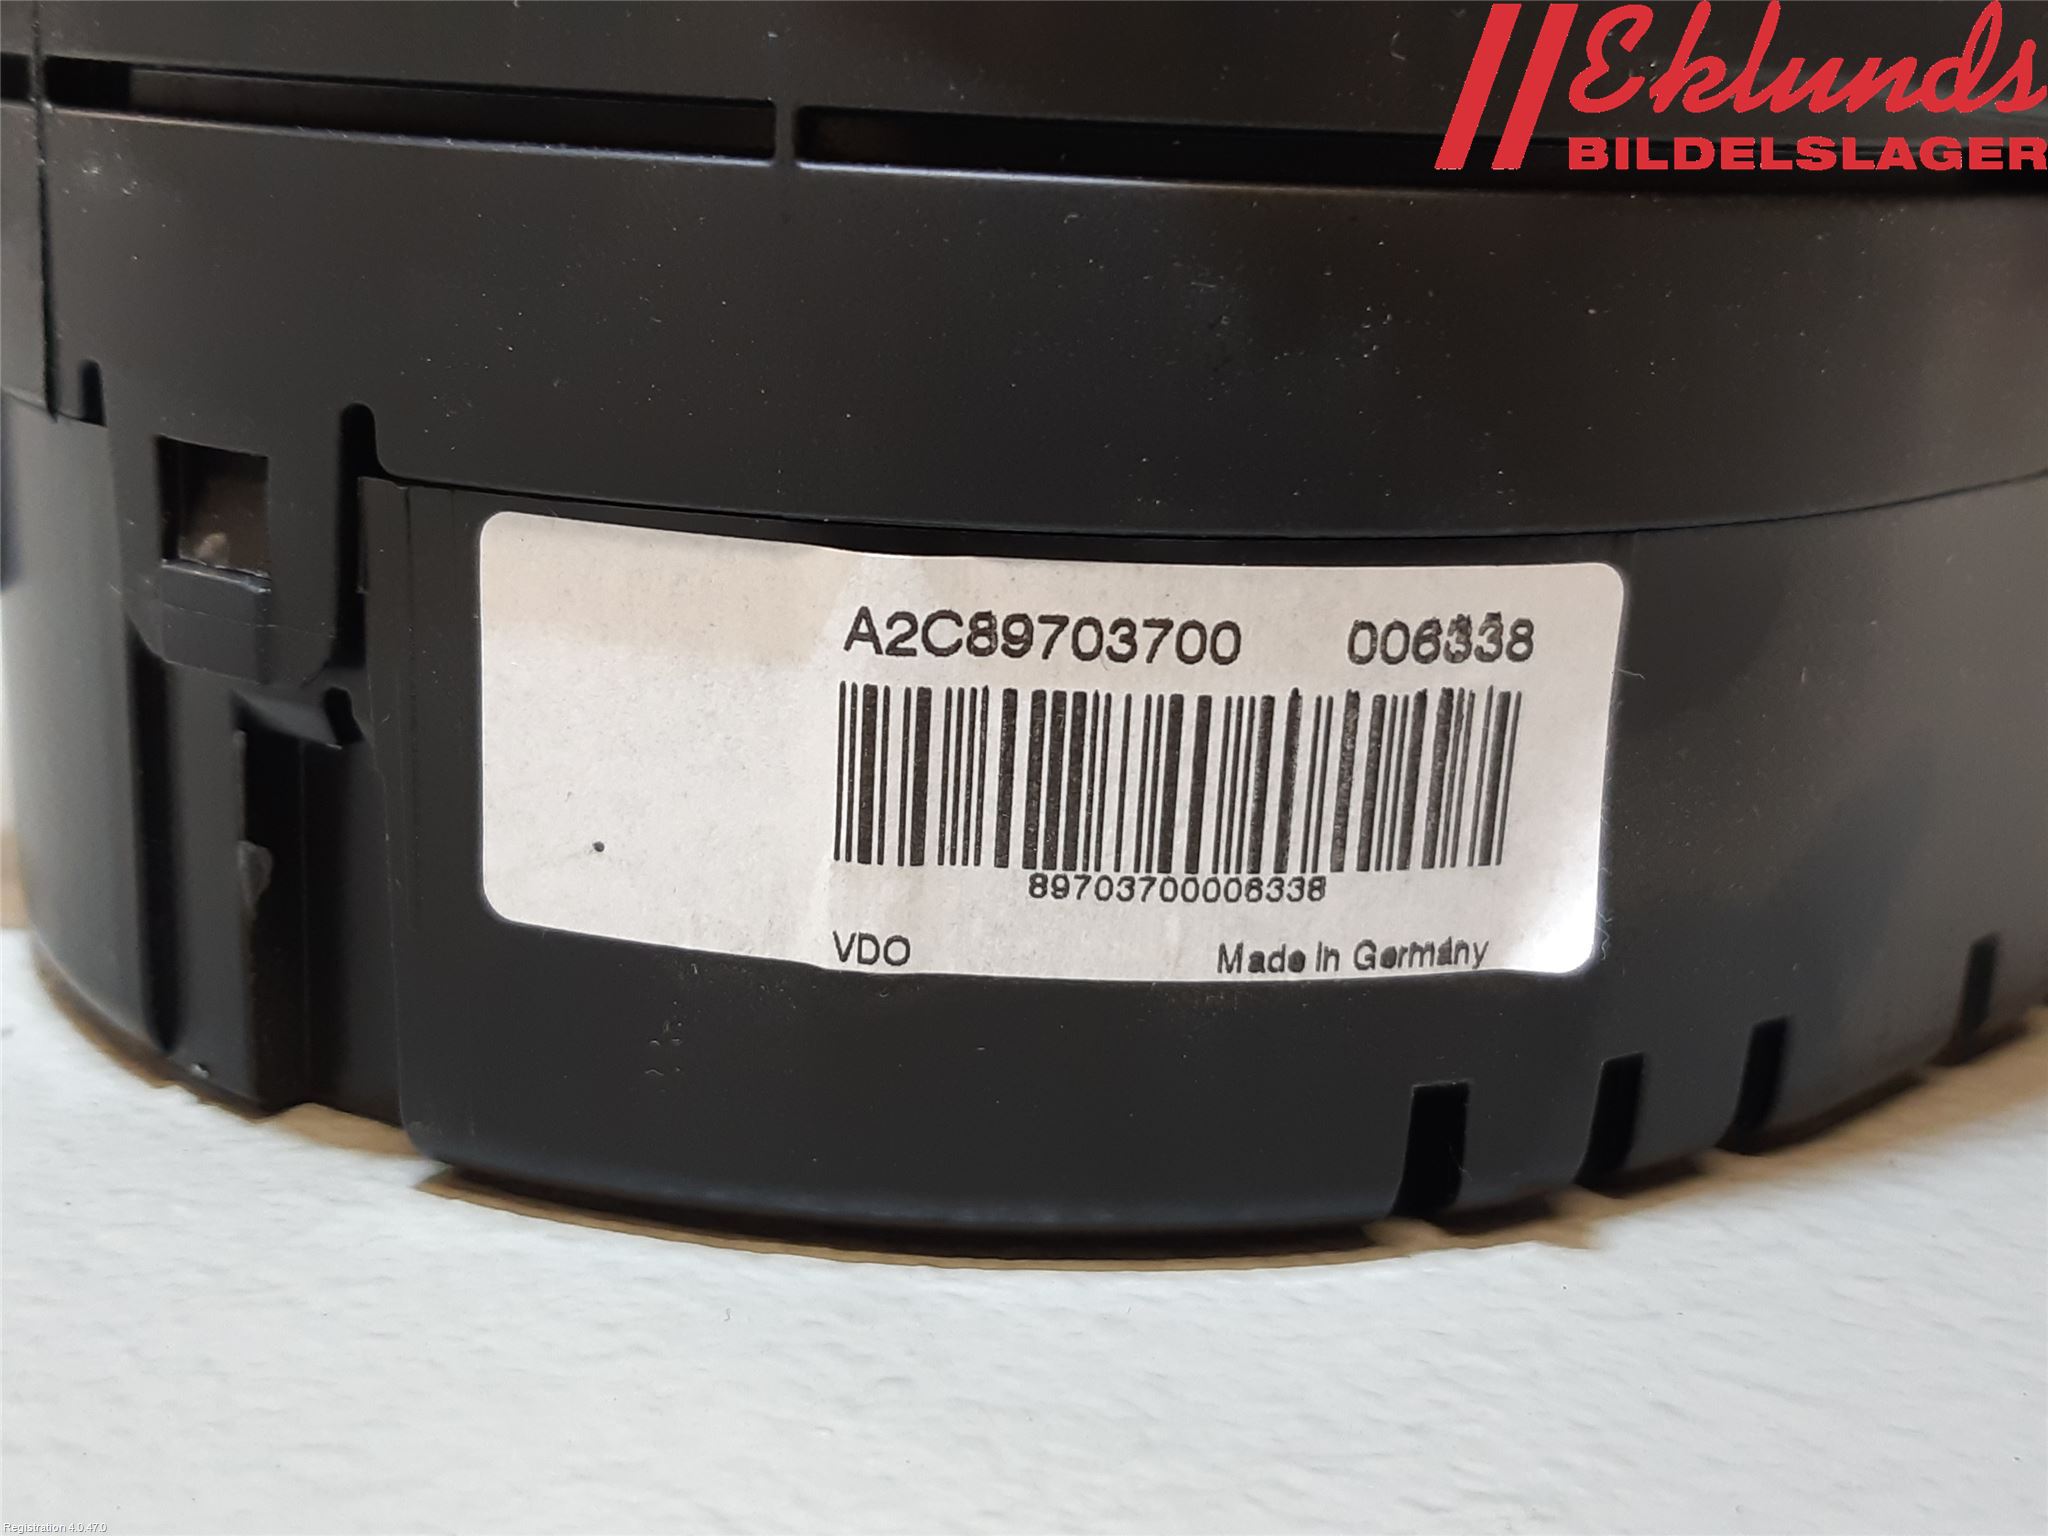 Eklunds
BILDELSLAGER
A2C89703700 006338
89703700006338
VDO Made In Germany
Registration 4.0.47.0